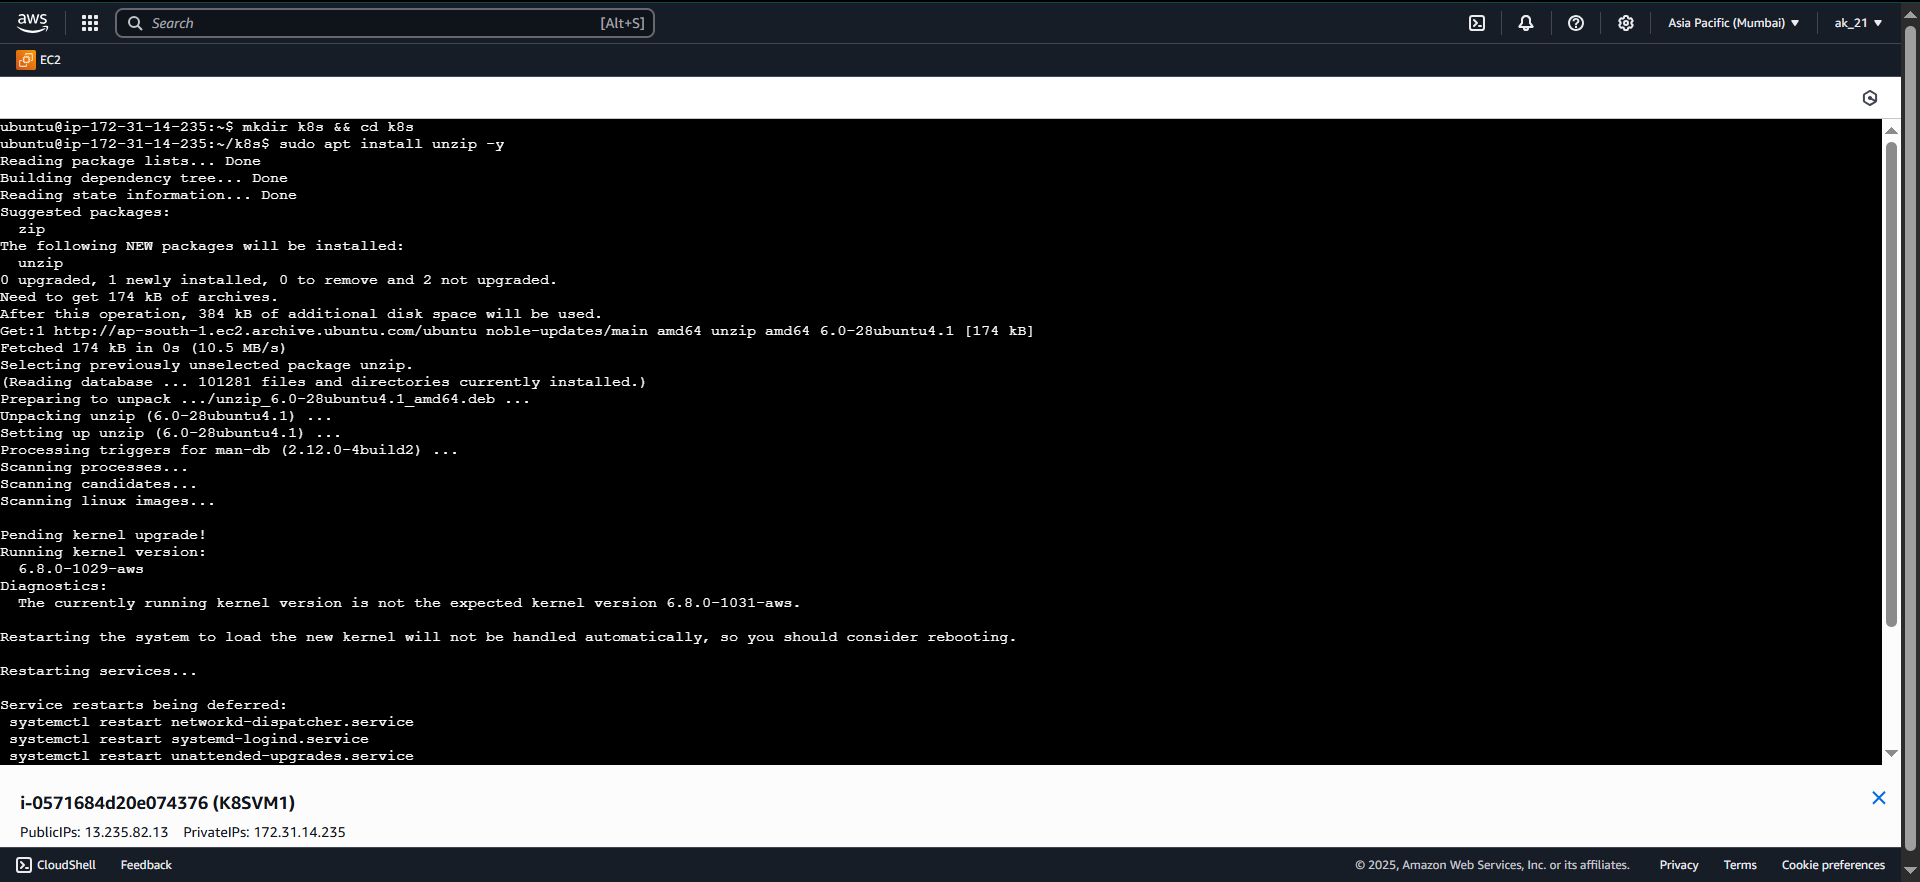 aws
Search [Alt+S]
Asia Pacific (Mumbai) ▼ ak_21 ▼
EC2
ubuntu@ip-172-31-14-235:~$ mkdir k8s && cd k8s
ubuntu@ip-172-31-14-235:~/k8s$ sudo apt install unzip -y
Reading package lists... Done
Building dependency tree... Done
Reading state information... Done
Suggested packages:
  zip
The following NEW packages will be installed:
  unzip
0 upgraded, 1 newly installed, 0 to remove and 2 not upgraded.
Need to get 174 kB of archives.
After this operation, 384 kB of additional disk space will be used.
Get:1 http://ap-south-1.ec2.archive.ubuntu.com/ubuntu noble-updates/main amd64 unzip amd64 6.0-28ubuntu4.1 [174 kB]
Fetched 174 kB in 0s (10.5 MB/s)
Selecting previously unselected package unzip.
(Reading database ... 101281 files and directories currently installed.)
Preparing to unpack .../unzip_6.0-28ubuntu4.1_amd64.deb ...
Unpacking unzip (6.0-28ubuntu4.1) ...
Setting up unzip (6.0-28ubuntu4.1) ...
Processing triggers for man-db (2.12.0-4build2) ...
Scanning processes...
Scanning candidates...
Scanning linux images...
Pending kernel upgrade!
Running kernel version:
  6.8.0-1029-aws
Diagnostics:
  The currently running kernel version is not the expected kernel version 6.8.0-1031-aws.
Restarting the system to load the new kernel will not be handled automatically, so you should consider rebooting.
Restarting services...
Service restarts being deferred:
 systemctl restart networkd-dispatcher.service
 systemctl restart systemd-logind.service
 systemctl restart unattended-upgrades.service
i-0571684d20e074376 (K8SVM1)
PublicIPs: 13.235.82.13 PrivateIPs: 172.31.14.235
CloudShell Feedback © 2025, Amazon Web Services, Inc. or its affiliates. Privacy Terms Cookie preferences